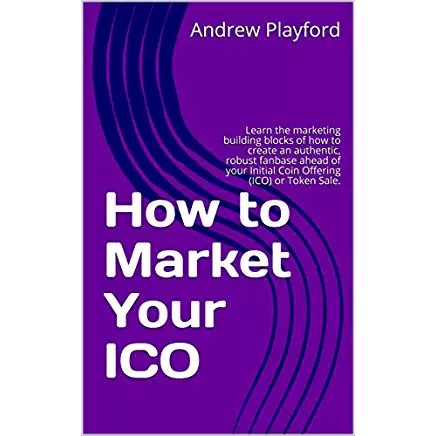 Andrew Playford
Learn the marketing
building blocks of how to
create an authentic,
robust fanbase ahead of
your Initial Coin Offering
(ICO) or Token Sale.
How to
Market
Your
ICO